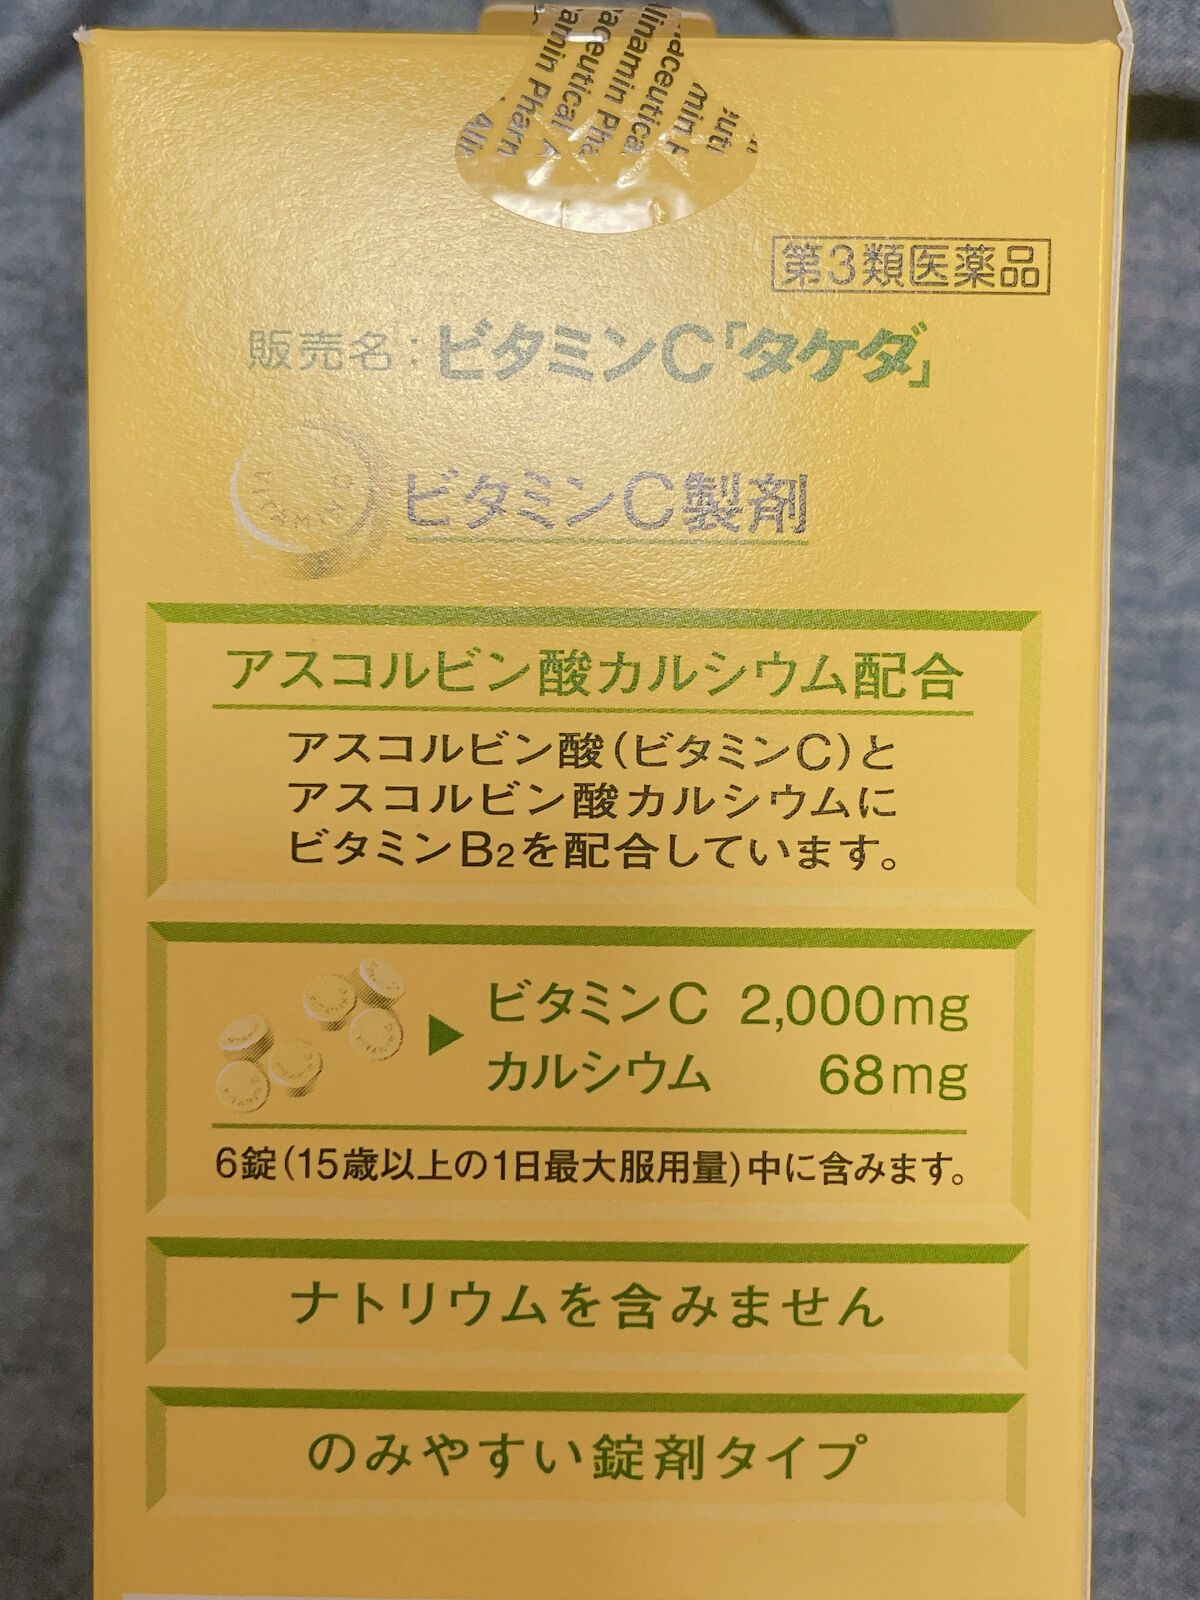 第3類医薬品
販売名：ビタミンC「タケダ」
ビタミンC製剤
アスコルビン酸カルシウム配合
アスコルビン酸（ビタミンC）と
アスコルビン酸カルシウムに
ビタミンB2を配合しています。
ビタミンC 2,000mg
カルシウム 68mg
6錠（15歳以上の1日最大服用量）中に含みます。
ナトリウムを含みません
のみやすい錠剤タイプ